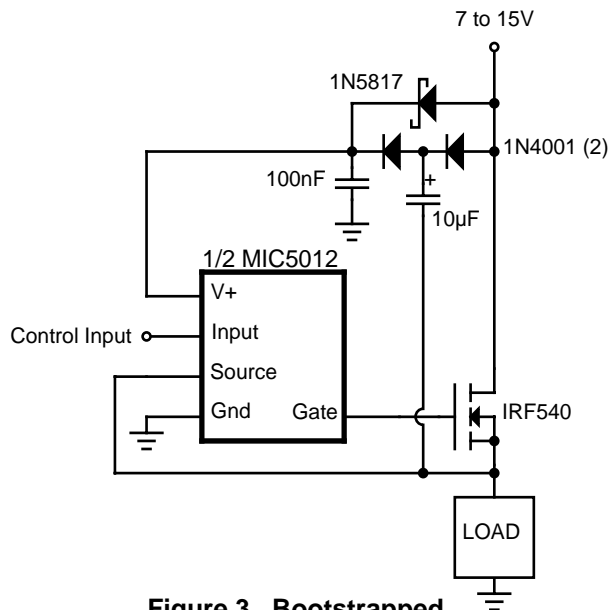 7 to 15V
1N5817
1N4001 (2)
100nF
+
10µF
1/2 MIC5012
V+
Control Input
Input
Source
Gnd
Gate
IRF540
LOAD
Figure 3. Bootstrapped